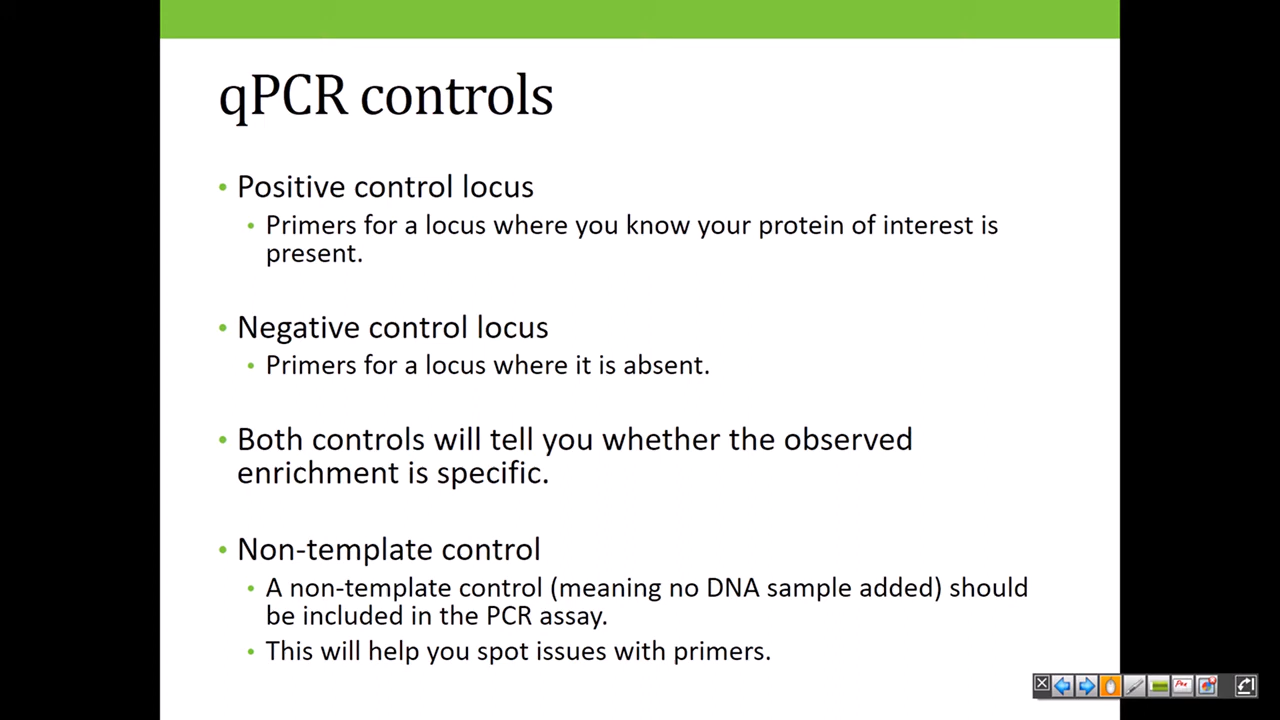 qPCR controls
• Positive control locus
• Primers for a locus where you know your protein of interest is
present.
• Negative control locus
• Primers for a locus where it is absent.
• Both controls will tell you whether the observed
enrichment is specific.
• Non-template control
• A non-template control (meaning no DNA sample added) should
be included in the PCR assay.
• This will help you spot issues with primers.